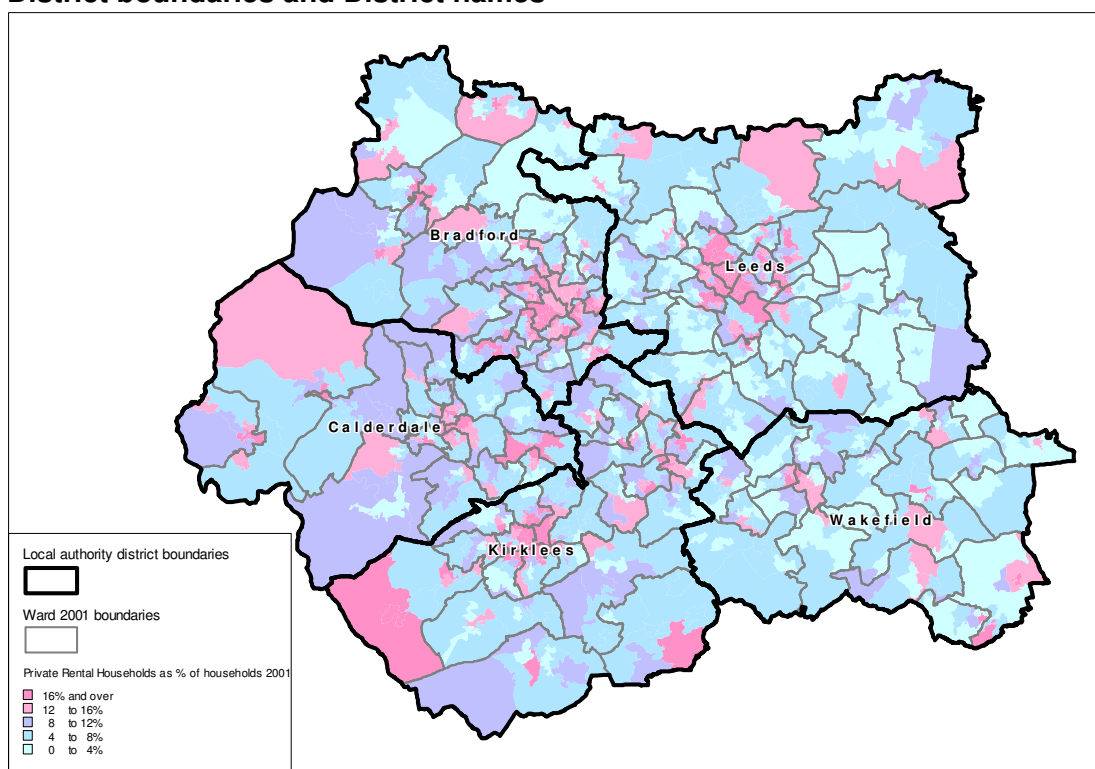 District boundaries and District names
Bradford
Leeds
Calderdale
Wakefield
Kirklees
Local authority district boundaries
Ward 2001 boundaries
Private Rental Households as % of households 2001
16% and over
12 to 16%
8 to 12%
4 to 8%
0 to 4%